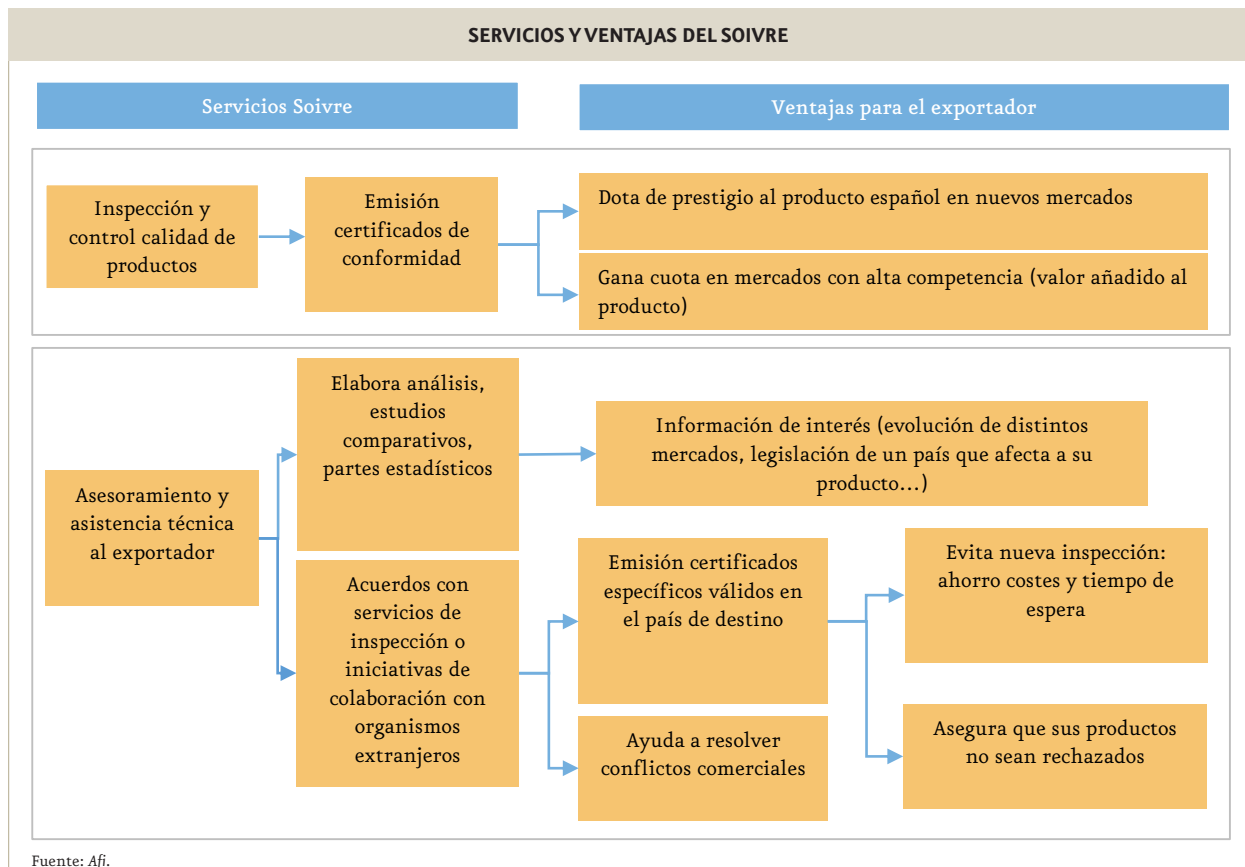 SERVICIOS Y VENTAJAS DEL SOIVRE
Servicios Soivre
Ventajas para el exportador
Inspección y
control calidad de
productos
Emisión
certificados de
conformidad
Dota de prestigio al producto español en nuevos mercados
Gana cuota en mercados con alta competencia (valor añadido al
producto)
Asesoramiento y
asistencia técnica
al exportador
Elabora análisis,
estudios
comparativos,
partes estadísticos
Información de interés (evolución de distintos
mercados, legislación de un país que afecta a su
producto...)
Acuerdos con
servicios de
inspección o
iniciativas de
colaboración con
organismos
extranjeros
Emisión certificados
específicos válidos en
el país de destino
Evita nueva inspección:
ahorro costes y tiempo de
espera
Ayuda a resolver
conflictos comerciales
Asegura que sus productos
no sean rechazados
Fuente: Afi.